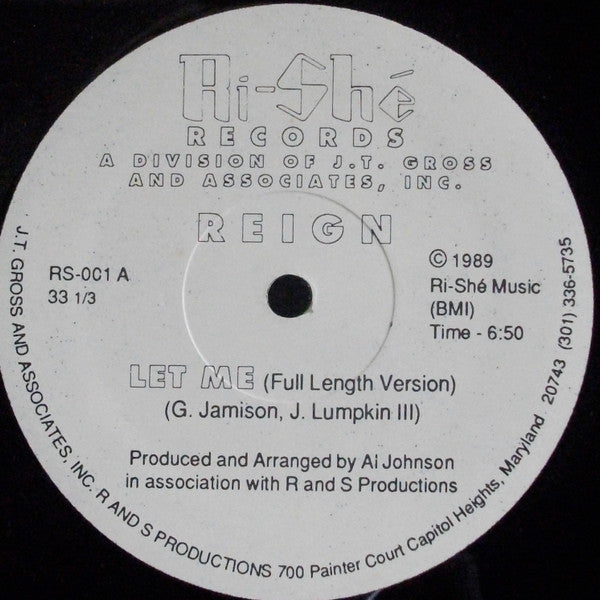 Ri-Shé
RECORDS
A DIVISION OF J.T. GROSS
AND ASSOCIATES, INC.
REIGN
RS-001 A
33 1/3
© 1989
Ri-Shé Music
(BMI)
Time - 6:50
LET ME (Full Length Version)
(G. Jamison, J. Lumpkin III)
Produced and Arranged by Al Johnson
in association with R and S Productions
J.T. GROSS AND ASSOCIATES, INC. R AND S PRODUCTIONS 700 Painter Court Capitol Heights, Maryland 20743 (301) 336-5735